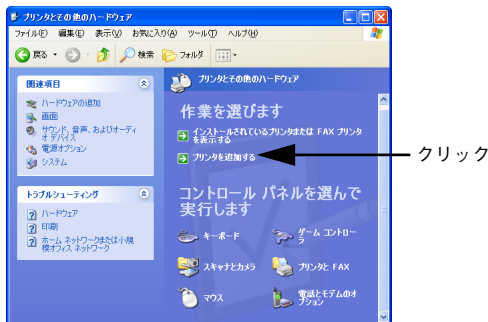 プリンタとその他のハードウェア
ファイル(F) 編集(E) 表示(V) お気に入り(A) ツール(T) ヘルプ(H)
戻る 検索 フォルダ
関連項目
ハードウェアの追加
画面
サウンド、音声、およびオーディ
オ デバイス
電源オプション
システム
トラブルシューティング
ハードウェア
印刷
ホーム ネットワークまたは小規
模オフィス ネットワーク
プリンタとその他のハードウェア
作業を選びます
インストールされているプリンタまたは FAX プリンタ
を表示する
プリンタを追加する
クリック
コントロール パネルを選んで
実行します
キーボード
ゲーム コントロー
ラ
スキャナとカメラ
プリンタと FAX
マウス
電話とモデムのオ
プション